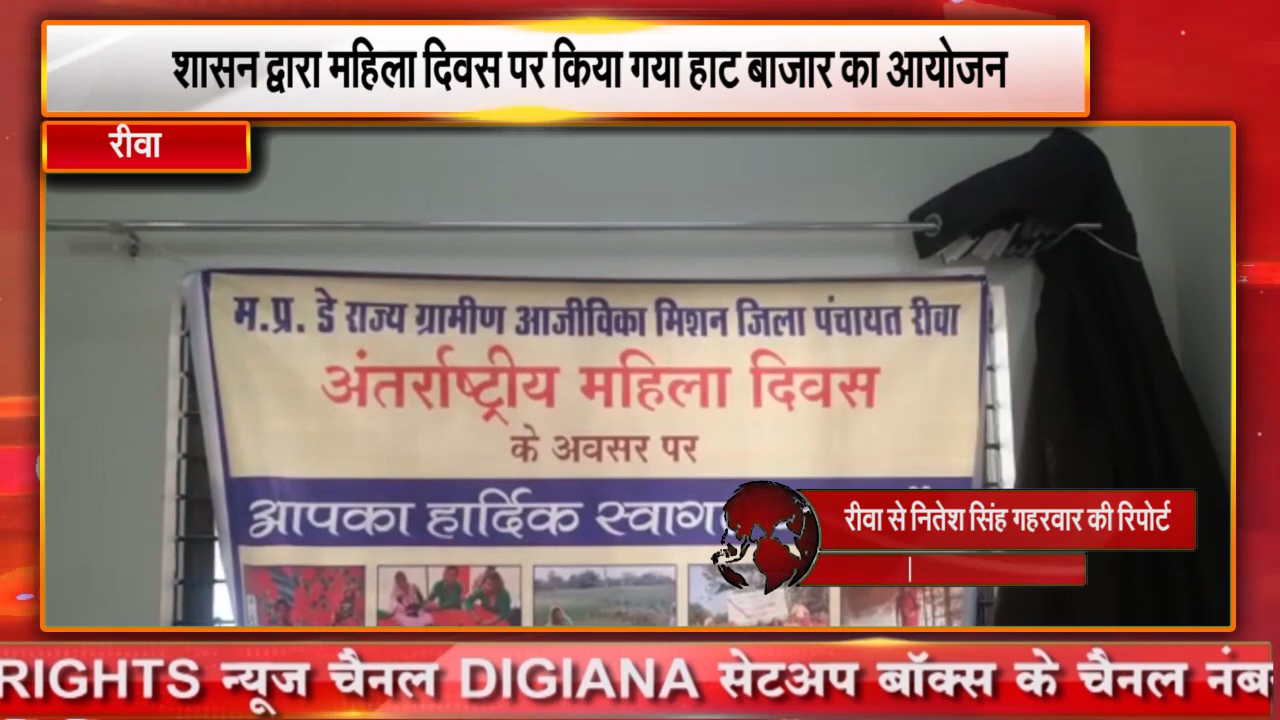 शासन द्वारा महिला दिवस पर किया गया हाट बाजार का आयोजन
रीवा
म.प्र. डे राज्य ग्रामीण आजीविका मिशन जिला पंचायत रीवा
अंतर्राष्ट्रीय महिला दिवस
के अवसर पर
आपका हार्दिक
रीवा से नितेश सिंह गहरवार की रिपोर्ट
RIGHTS न्यूज चैनल DIGIANA सेटअप बॉक्स के चैनल